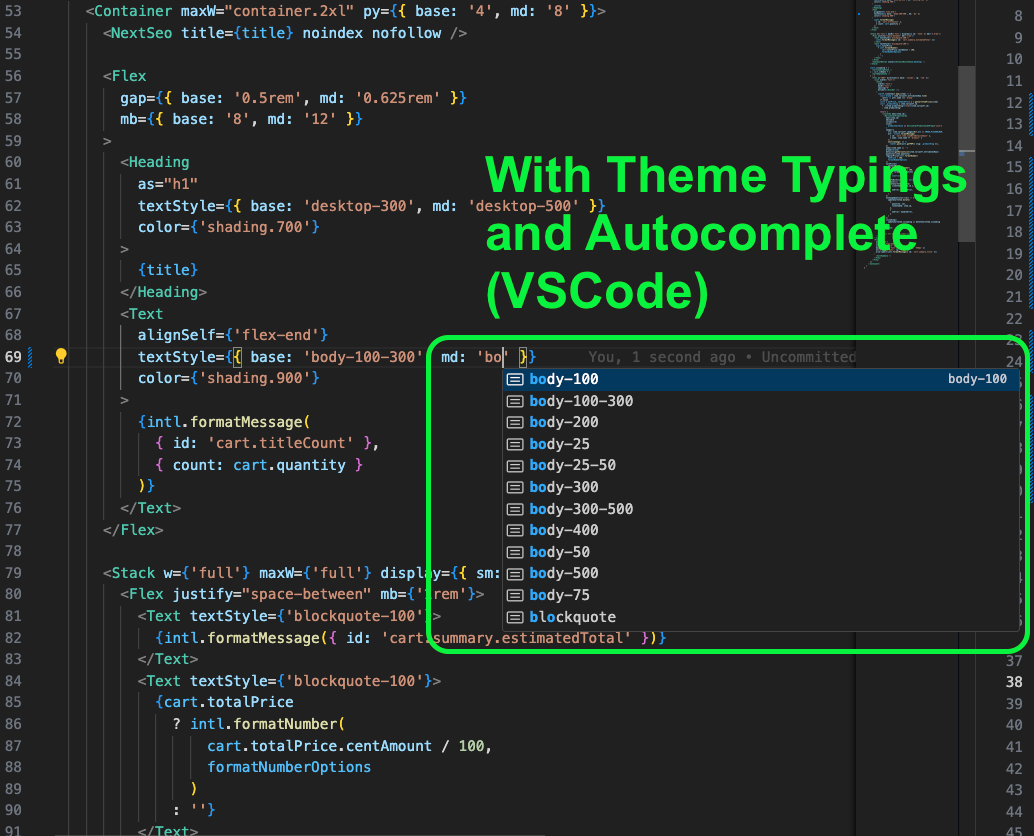 53 <Container maxW="container.2xl" py={{ base: '4', md: '8' }}>
54 <NextSeo title={title} noindex nofollow />
55
56 <Flex
57 gap={{ base: '0.5rem', md: '0.625rem' }}
58 mb={{ base: '8', md: '12' }}
59 >
60 <Heading
61 as="h1"
62 textStyle={{ base: 'desktop-300', md: 'desktop-500' }}
63 color={'shading.700'}
64 >
65 {title}
66 </Heading>
67 <Text
68 alignSelf={'flex-end'}
69 textStyle={{ base: 'body-100-300' md: 'bo' }} You, 1 second ago • Uncommitted
70 color={'shading.900'}
71 >
72 {intl.formatMessage(
73 { id: 'cart.titleCount' },
74 { count: cart.quantity }
75 )}
76 </Text>
77 </Flex>
78
79 <Stack w={'full'} maxW={'full'} display={{ sm:
80 <Flex justify="space-between" mb={'1rem'}>
81 <Text textStyle={'blockquote-100'}>
82 {intl.formatMessage({ id: 'cart.summary.estimatedTotal' })}
83 </Text>
84 <Text textStyle={'blockquote-100'}>
85 {cart.totalPrice
86 ? intl.formatNumber(
87 cart.totalPrice.centAmount / 100,
88 formatNumberOptions
89 )
90 : ''}
91 </Text>
With Theme Typings
and Autocomplete
(VSCode)
body-100 body-100
body-100-300
body-200
body-25
body-25-50
body-300
body-300-500
body-400
body-50
body-500
body-75
blockquote
8
9
10
11
12
13
14
15
16
17
18
19
20
21
22
23
24
37
38
39
40
41
42
43
44
45